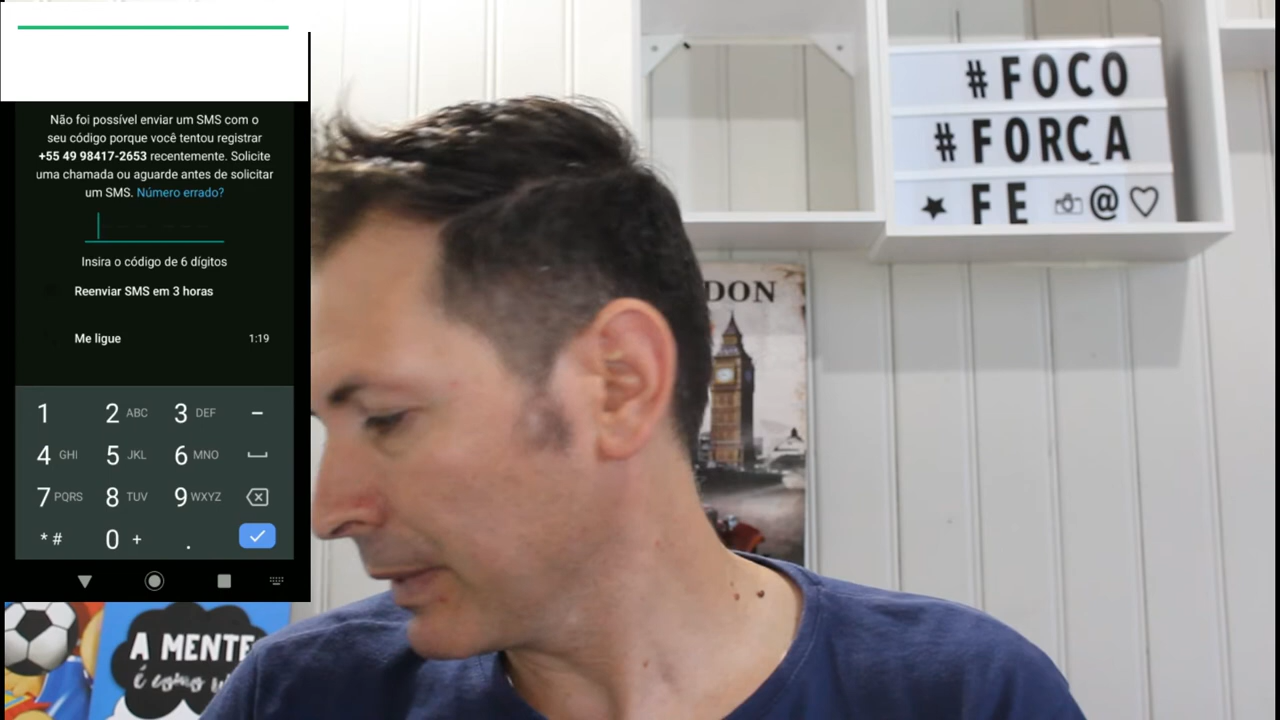 Não foi possível enviar um SMS com o
seu código porque você tentou registrar
+55 49 98417-2653 recentemente. Solicite
uma chamada ou aguarde antes de solicitar
um SMS. Número errado?
Insira o código de 6 dígitos
Reenviar SMS em 3 horas
Me ligue 1:19
1 2 ABC 3 DEF -
4 GHI 5 JKL 6 MNO
7 PQRS 8 TUV 9 WXYZ
*# 0 + .
#FOCO
#FORÇA
★ FE 📷 @ ♡
DON
A MENTE
é como